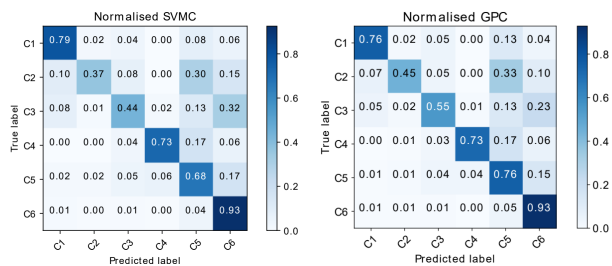 Normalised SVMC
True label
C1 0.79 0.02 0.04 0.00 0.08 0.06
C2 0.10 0.37 0.08 0.00 0.30 0.15
C3 0.08 0.01 0.44 0.02 0.13 0.32
C4 0.00 0.00 0.04 0.73 0.17 0.06
C5 0.02 0.02 0.05 0.06 0.68 0.17
C6 0.01 0.00 0.01 0.00 0.04 0.93
C1 C2 C3 C4 C5 C6
Predicted label
0.8
0.6
0.4
0.2
0.0
Normalised GPC
True label
C1 0.76 0.02 0.05 0.00 0.13 0.04
C2 0.07 0.45 0.05 0.00 0.33 0.10
C3 0.05 0.02 0.55 0.01 0.13 0.23
C4 0.00 0.01 0.03 0.73 0.17 0.06
C5 0.01 0.01 0.04 0.04 0.76 0.15
C6 0.01 0.01 0.01 0.00 0.05 0.93
C1 C2 C3 C4 C5 C6
Predicted label
0.8
0.6
0.4
0.2
0.0